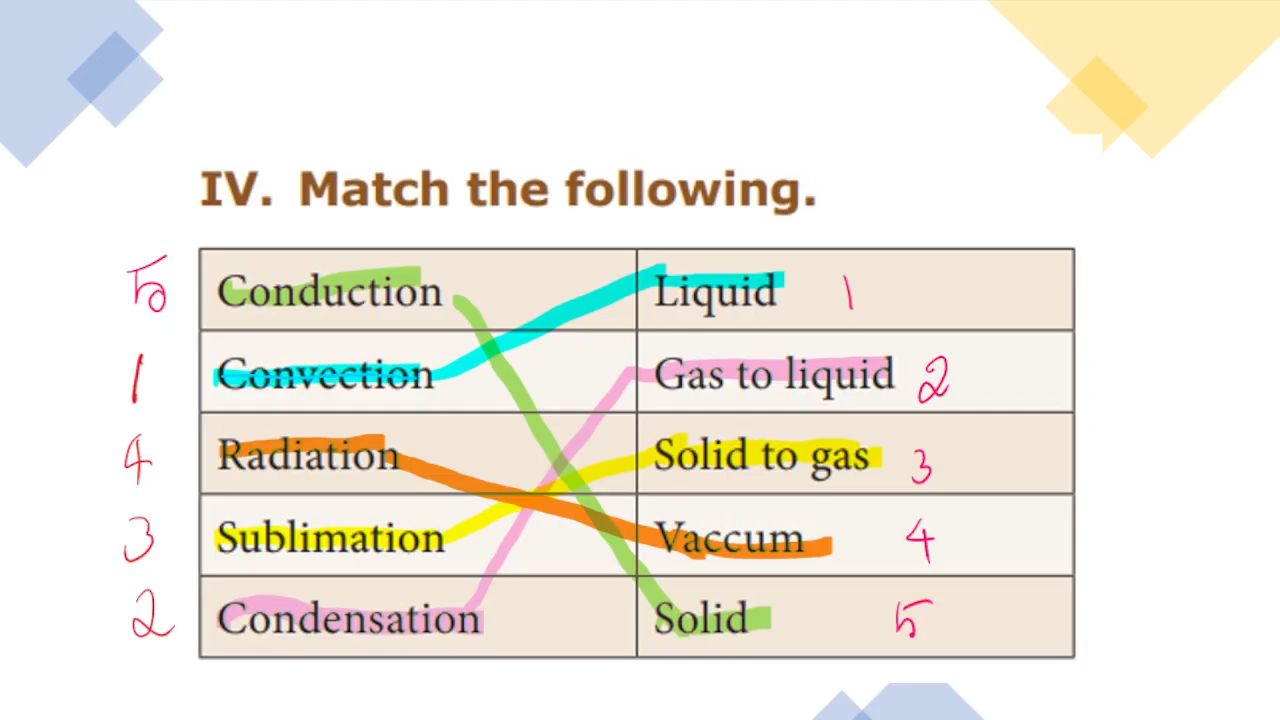 IV. Match the following.
5 Conduction Liquid 1
1 Convection Gas to liquid 2
4 Radiation Solid to gas 3
3 Sublimation Vaccum 4
2 Condensation Solid 5